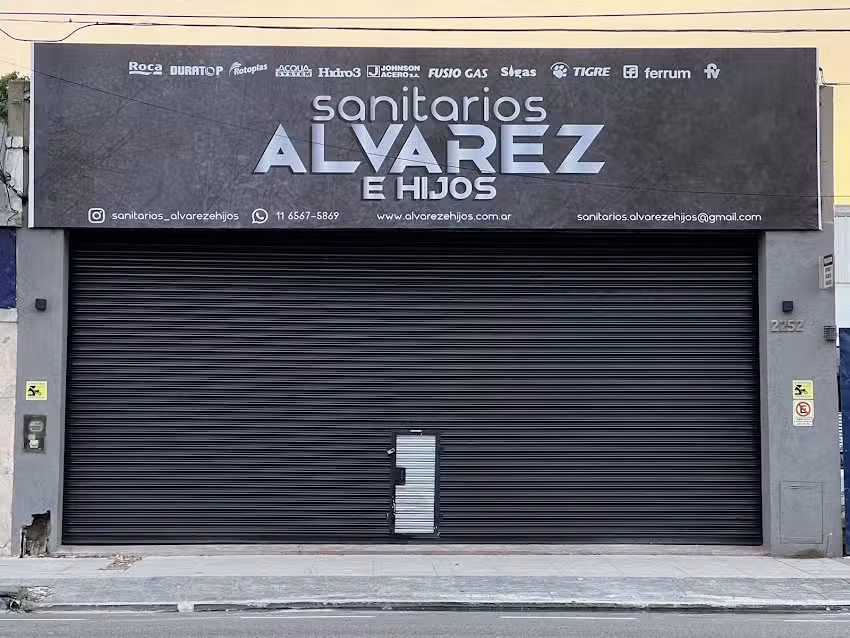 Roca DURATOP Rotoplas ACQUA SYSTEM Hidro3 JOHNSON ACERO S.A. FUSIO GAS Sigas TIGRE ferrum fv
sanitarios
ALVAREZ
E HIJOS
sanitarios_alvarezehijos 11 6567-5869 www.alvarezehijos.com.ar sanitarios.alvarezehijos@gmail.com
2252
E